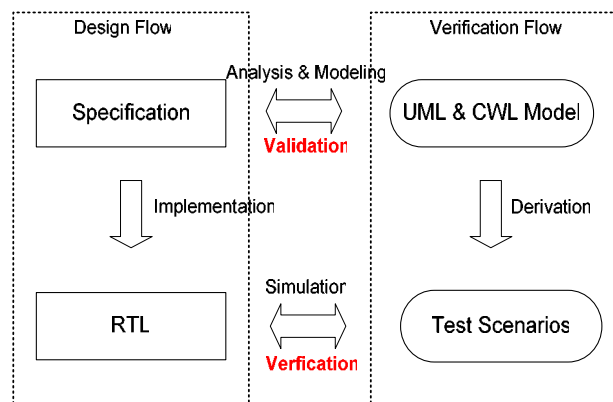 Design Flow
Verification Flow
Analysis & Modeling
Specification
UML & CWL Model
Validation
Implementation
Derivation
Simulation
RTL
Test Scenarios
Verfication